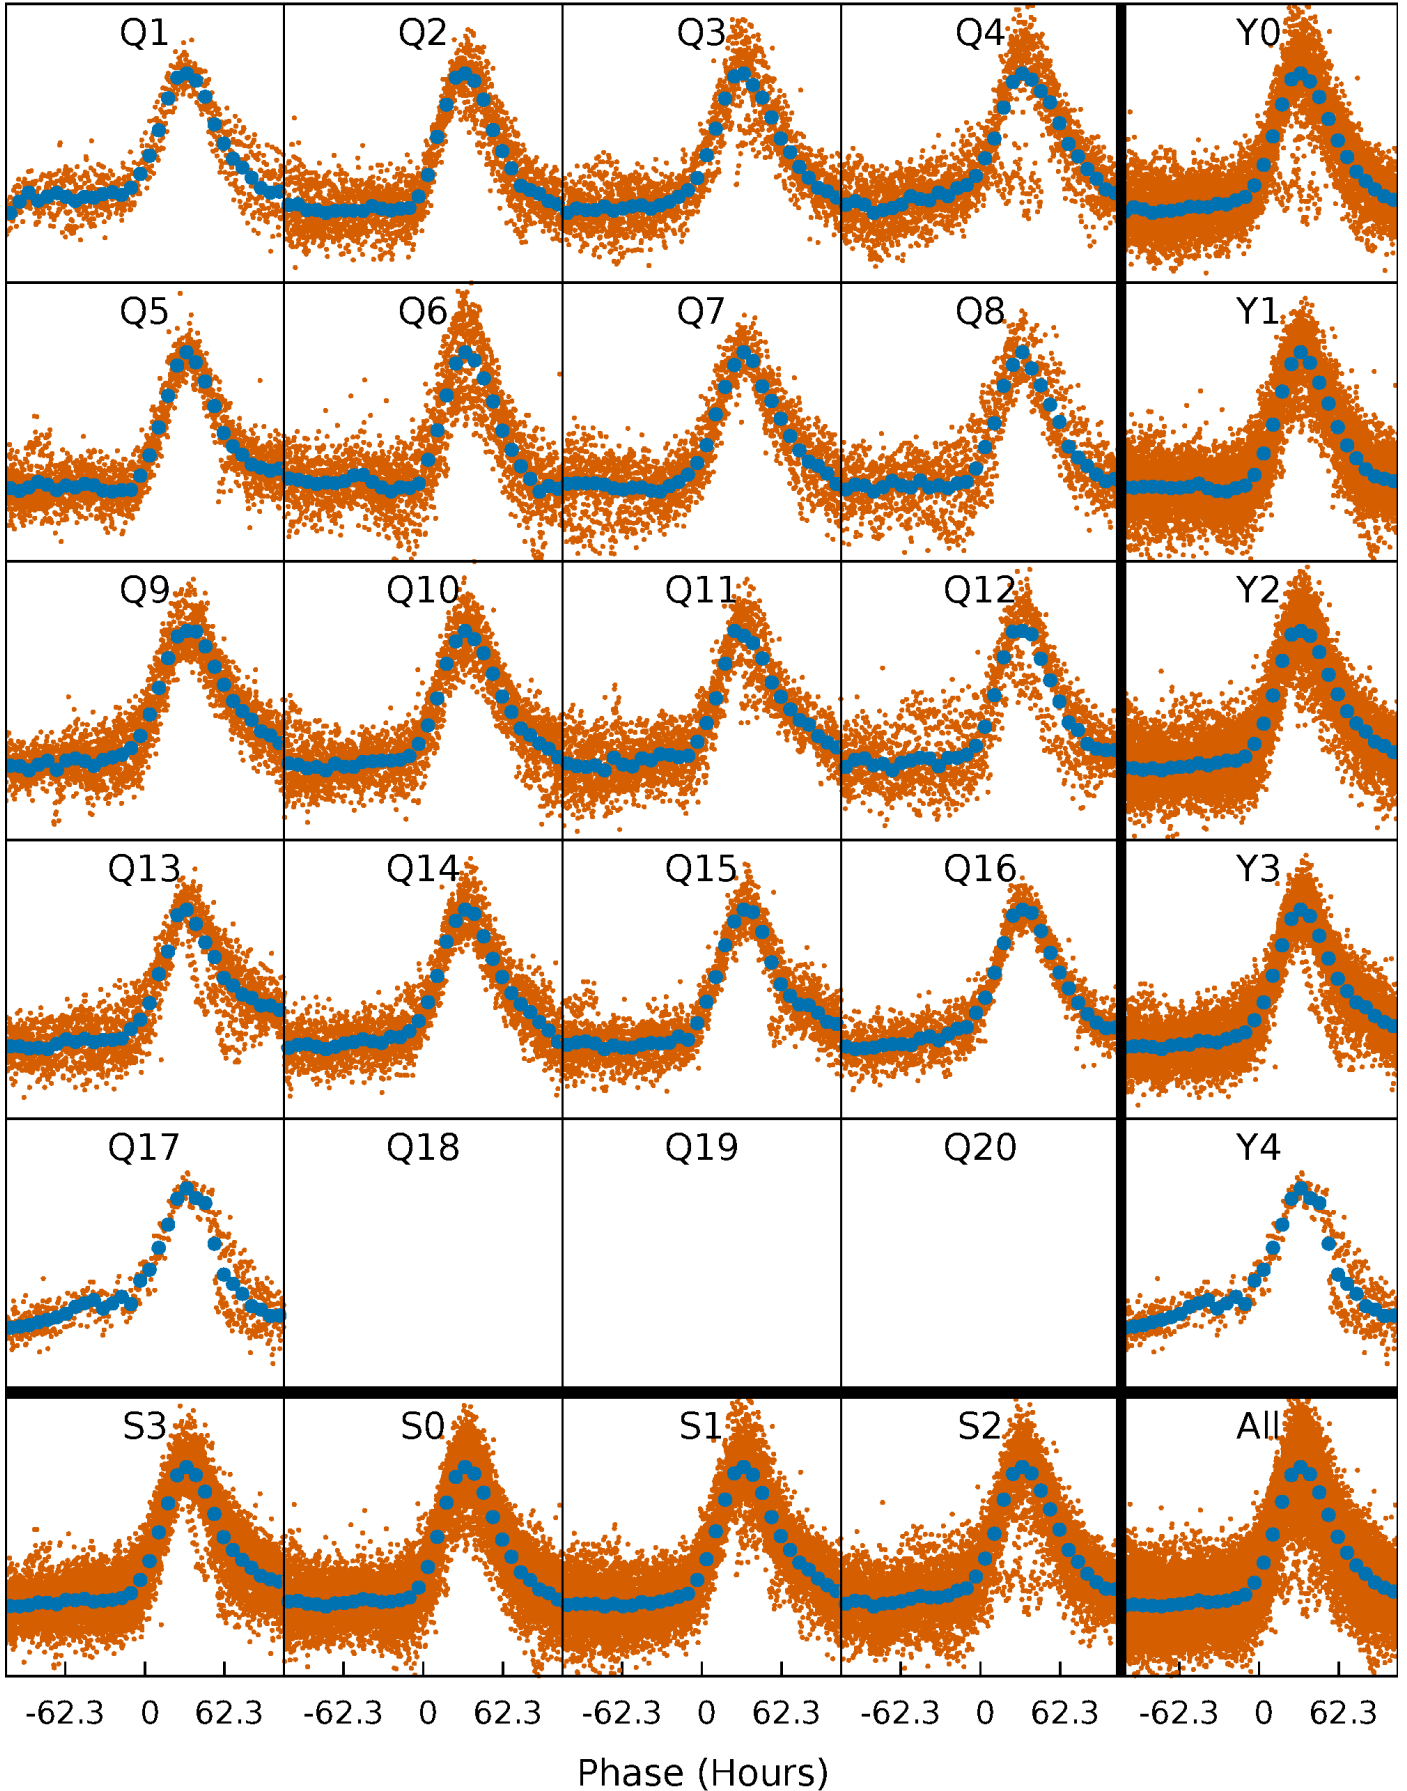 Q1 Q2 Q3 Q4 Y0
Q5 Q6 Q7 Q8 Y1
Q9 Q10 Q11 Q12 Y2
Q13 Q14 Q15 Q16 Y3
Q17 Q18 Q19 Q20 Y4
S3 S0 S1 S2 All
-62.3 0 62.3 -62.3 0 62.3 -62.3 0 62.3 -62.3 0 62.3 -62.3 0 62.3
Phase (Hours)